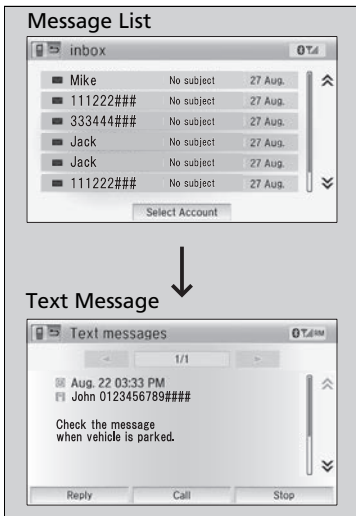 Message List
inbox
Mike No subject 27 Aug.
111222### No subject 27 Aug.
333444### No subject 27 Aug.
Jack No subject 27 Aug.
Jack No subject 27 Aug.
111222### No subject 27 Aug.
Select Account
Text Message
Text messages
1/1
Aug. 22 03:33 PM
John 0123456789####
Check the message
when vehicle is parked.
Reply Call Stop